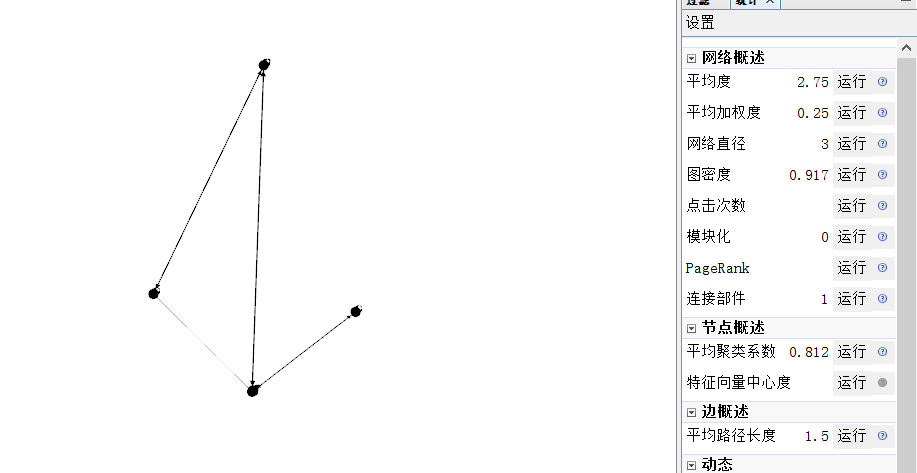 过滤 统计 ×
设置
网络概述
平均度 2.75 运行
平均加权度 0.25 运行
网络直径 3 运行
图密度 0.917 运行
点击次数 运行
模块化 0 运行
PageRank 运行
连接部件 1 运行
节点概述
平均聚类系数 0.812 运行
特征向量中心度 运行
边概述
平均路径长度 1.5 运行
动态